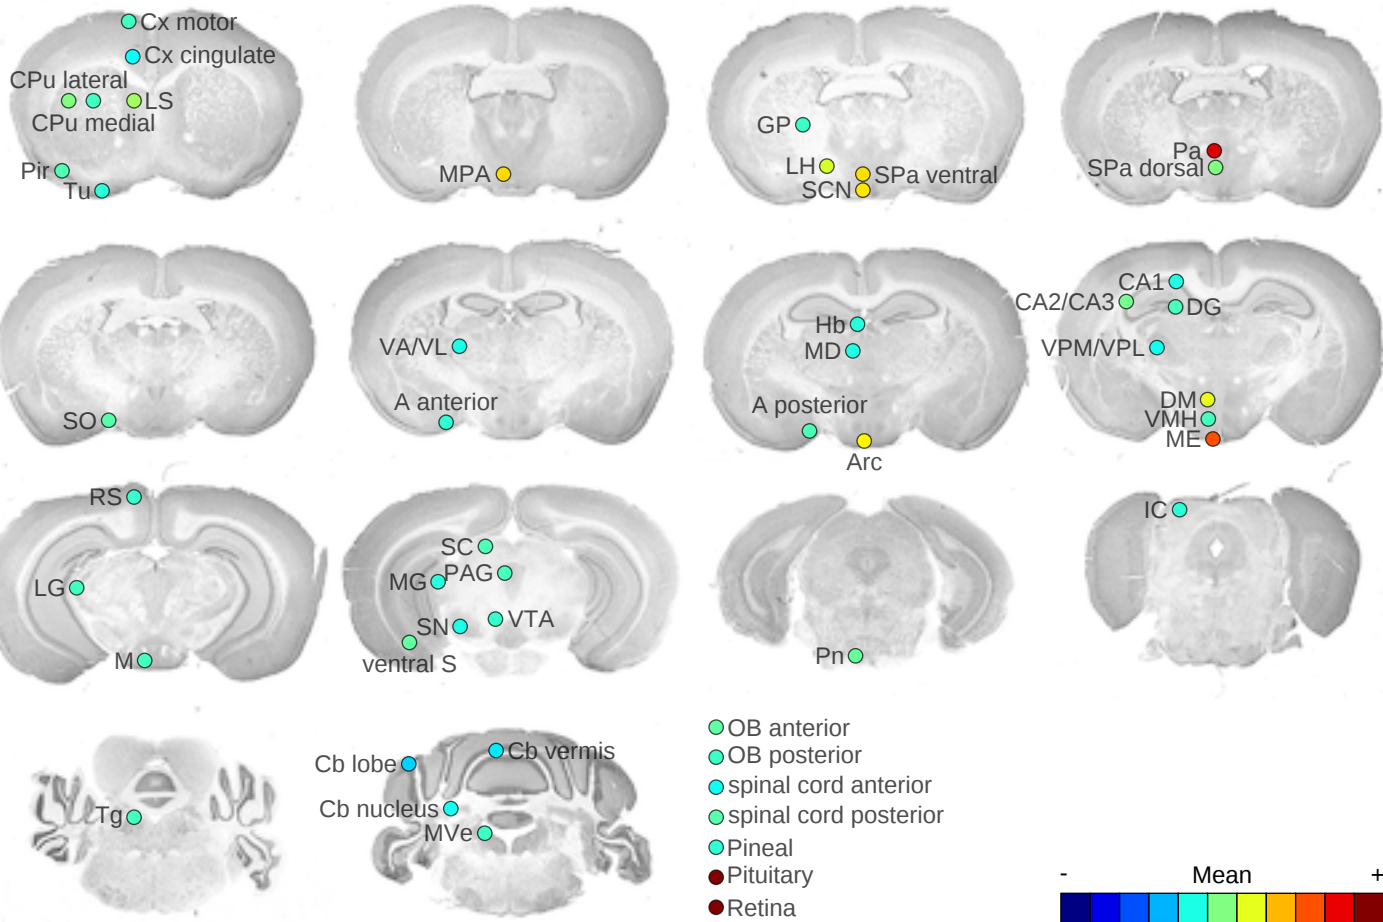 Cx motor
Cx cingulate
CPu lateral
LS
CPu medial
Pir
Tu
MPA
GP
LH
SPa ventral
SCN
Pa
SPa dorsal
SO
VA/VL
A anterior
Hb
MD
A posterior
Arc
CA1
CA2/CA3
DG
VPM/VPL
DM
VMH
ME
RS
LG
M
SC
MG
PAG
SN
VTA
ventral S
Pn
IC
Tg
Cb lobe
Cb vermis
Cb nucleus
MVe
OB anterior
OB posterior
spinal cord anterior
spinal cord posterior
Pineal
Pituitary
Retina
- Mean +